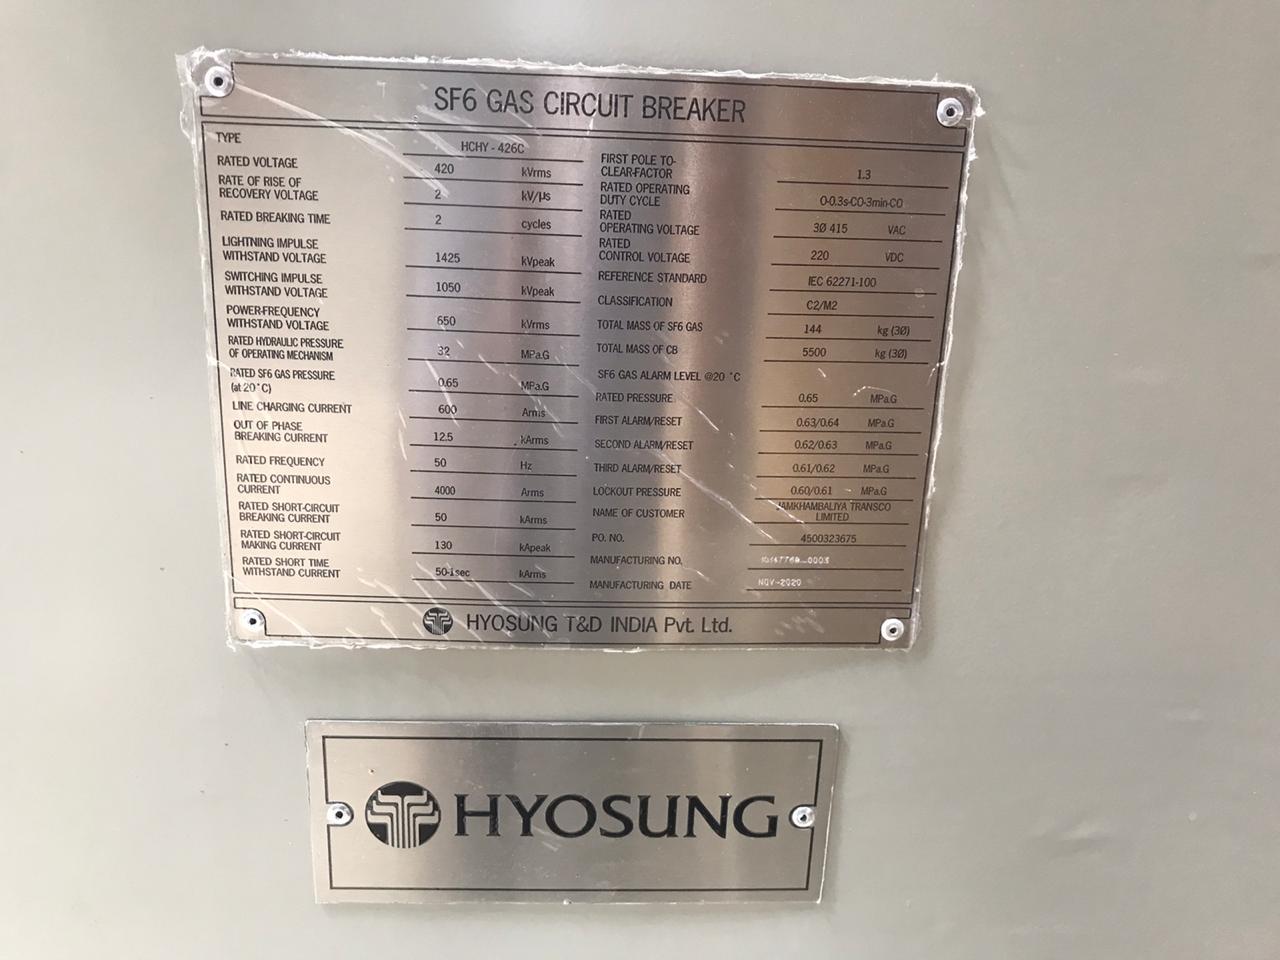 SF6 GAS CIRCUIT BREAKER
TYPE HCHY - 426C
RATED VOLTAGE 420 kVrms
RATE OF RISE OF
RECOVERY VOLTAGE 2 kV/µs
RATED BREAKING TIME 2 cycles
LIGHTNING IMPULSE
WITHSTAND VOLTAGE 1425 kVpeak
SWITCHING IMPULSE
WITHSTAND VOLTAGE 1050 kVpeak
POWER-FREQUENCY
WITHSTAND VOLTAGE 650 kVrms
RATED HYDRAULIC PRESSURE
OF OPERATING MECHANISM 32 MPa.G
RATED SF6 GAS PRESSURE
(at 20˚C) 0.65 MPa.G
LINE CHARGING CURRENT 600 Arms
OUT OF PHASE
BREAKING CURRENT 12.5 kArms
RATED FREQUENCY 50 Hz
RATED CONTINUOUS
CURRENT 4000 Arms
RATED SHORT-CIRCUIT
BREAKING CURRENT 50 kArms
RATED SHORT-CIRCUIT
MAKING CURRENT 130 kApeak
RATED SHORT TIME
WITHSTAND CURRENT 50-1sec kArms
FIRST POLE TO-
CLEAR-FACTOR 1.3
RATED OPERATING
DUTY CYCLE O-0.3s-CO-3min-CO
RATED
OPERATING VOLTAGE 3Ø 415 VAC
RATED
CONTROL VOLTAGE 220 VDC
REFERENCE STANDARD IEC 62271-100
CLASSIFICATION C2/M2
TOTAL MASS OF SF6 GAS 144 kg (3Ø)
TOTAL MASS OF CB 5500 kg (3Ø)
SF6 GAS ALARM LEVEL @20 ˚C
RATED PRESSURE 0.65 MPa.G
FIRST ALARM/RESET 0.63/0.64 MPa.G
SECOND ALARM/RESET 0.62/0.63 MPa.G
THIRD ALARM/RESET 0.61/0.62 MPa.G
LOCKOUT PRESSURE 0.60/0.61 MPa.G
NAME OF CUSTOMER JAMKHAMBALIYA TRANSCO
LIMITED
PO. NO. 4500323675
MANUFACTURING NO.
MANUFACTURING DATE NOV-2020
HYOSUNG T&D INDIA Pvt. Ltd.
HYOSUNG